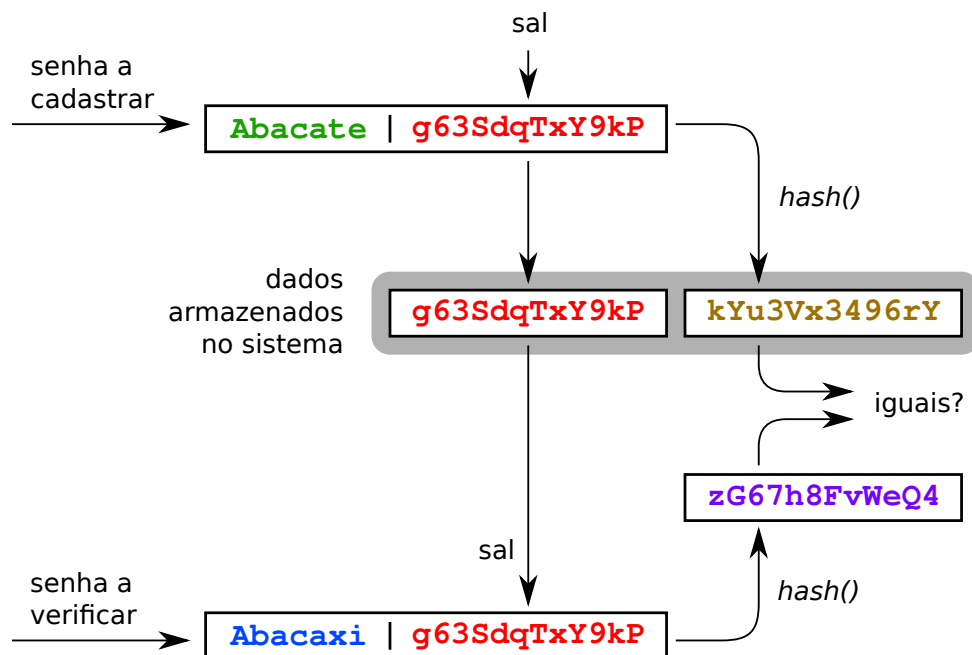 sal
senha a
cadastrar
Abacate | g63SdqTxY9kP
hash()
dados
armazenados
no sistema
g63SdqTxY9kP
kYu3Vx3496rY
iguais?
zG67h8FvWeQ4
sal
senha a
verificar
hash()
Abacaxi | g63SdqTxY9kP